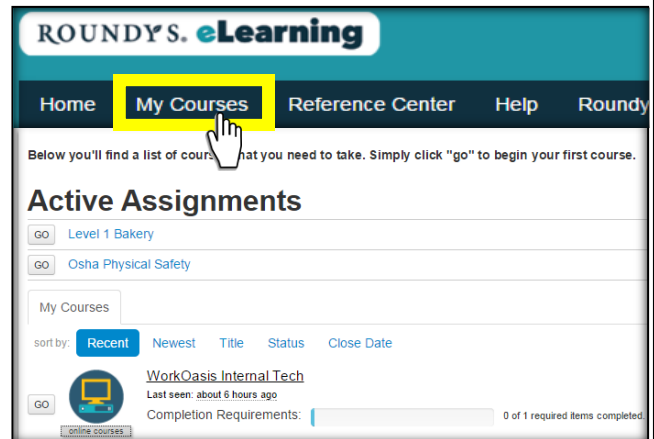 ROUNDY'S. eLearning
Home My Courses Reference Center Help Roundy
Below you'll find a list of cour that you need to take. Simply click "go" to begin your first course.
Active Assignments
GO Level 1 Bakery
GO Osha Physical Safety
My Courses
sort by: Recent Newest Title Status Close Date
WorkOasis Internal Tech
Last seen: about 6 hours ago
GO Completion Requirements: 0 of 1 required items completed.
online courses